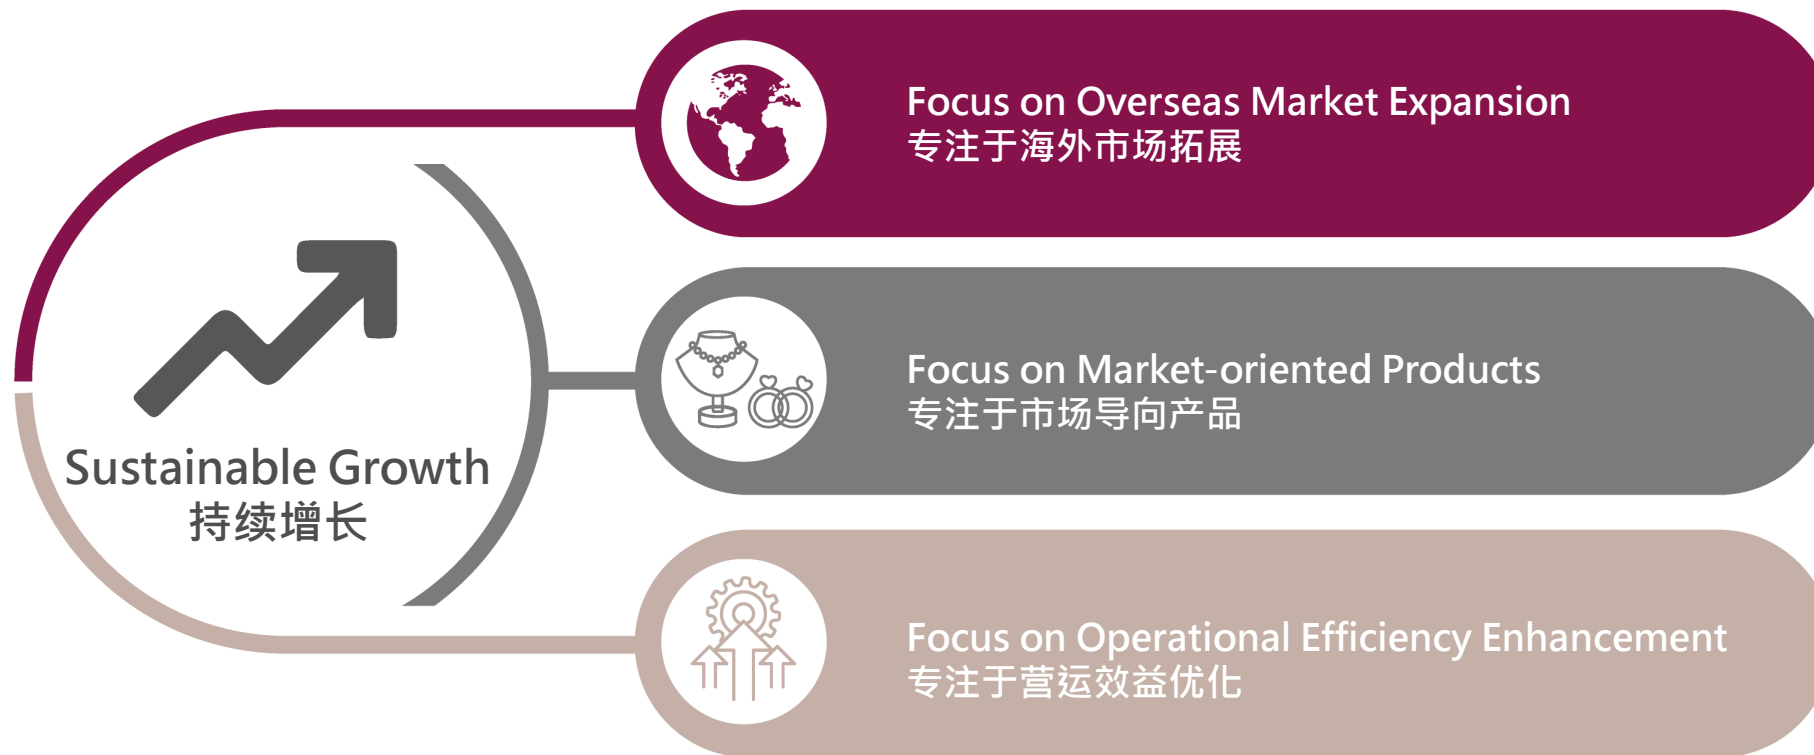 Focus on Overseas Market Expansion
专注于海外市场拓展
Sustainable Growth
持续增长
Focus on Market-oriented Products
专注于市场导向产品
Focus on Operational Efficiency Enhancement
专注于营运效益优化